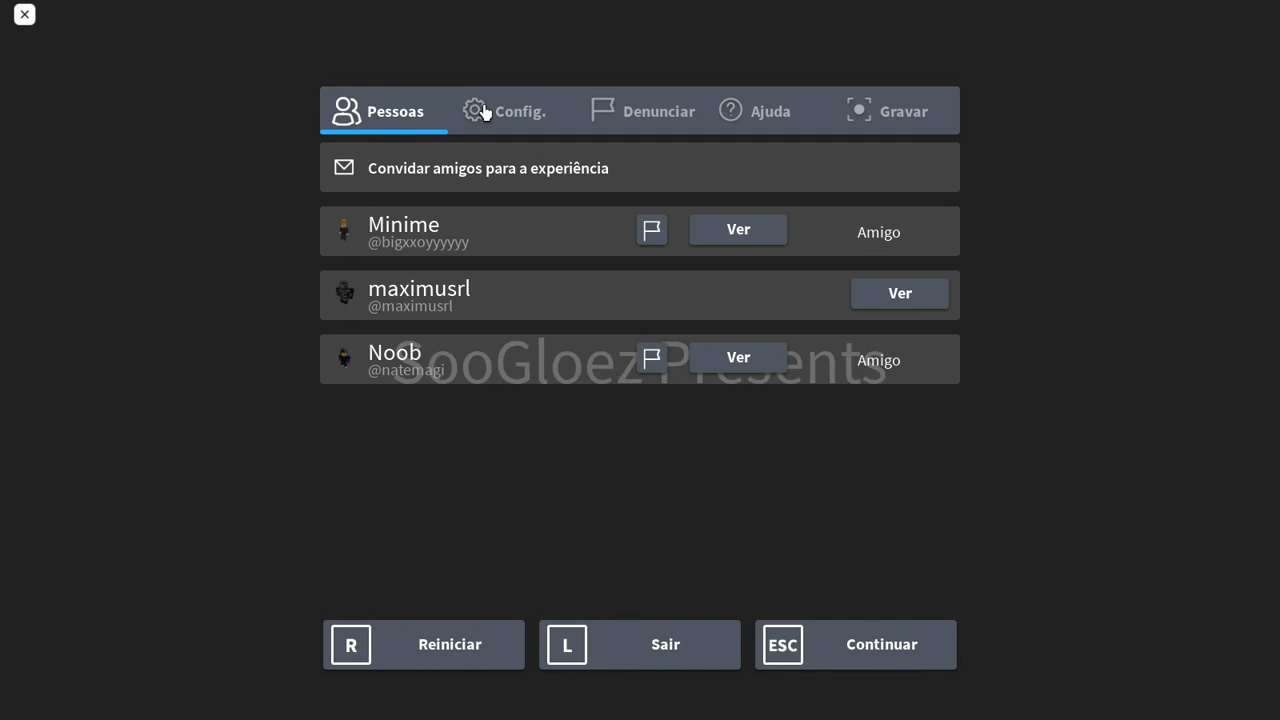 Pessoas
Config.
Denunciar
Ajuda
Gravar
Convidar amigos para a experiência
Minime
@bigxxoyyyyyy
Ver
Amigo
maximusrl
@maximusrl
Ver
Noob
@natemagi
Ver
Amigo
SooGloez Presents
R Reiniciar
L Sair
ESC Continuar